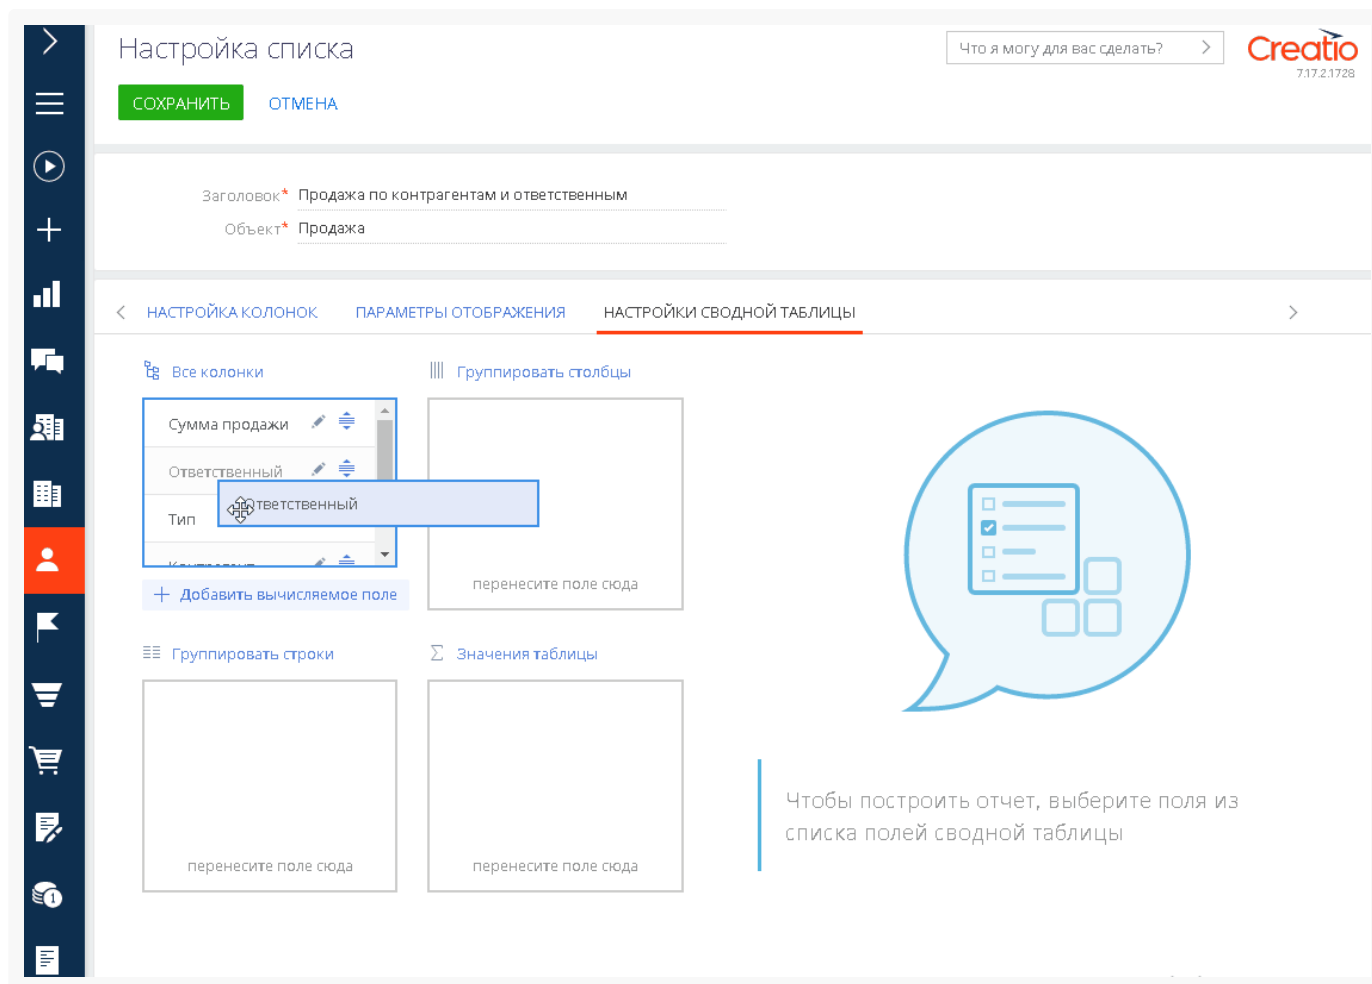 Настройка списка
Что я могу для вас сделать?
Creatio
7.17.2.1728
СОХРАНИТЬ ОТМЕНА
Заголовок* Продажа по контрагентам и ответственным
Объект* Продажа
НАСТРОЙКА КОЛОНОК ПАРАМЕТРЫ ОТОБРАЖЕНИЯ НАСТРОЙКИ СВОДНОЙ ТАБЛИЦЫ
Все колонки Группировать столбцы
Сумма продажи
Ответственный
Ответственный
Тип
Контрагент
перенесите поле сюда
+ Добавить вычисляемое поле
Группировать строки Σ Значения таблицы
перенесите поле сюда перенесите поле сюда
Чтобы построить отчет, выберите поля из
списка полей сводной таблицы
1